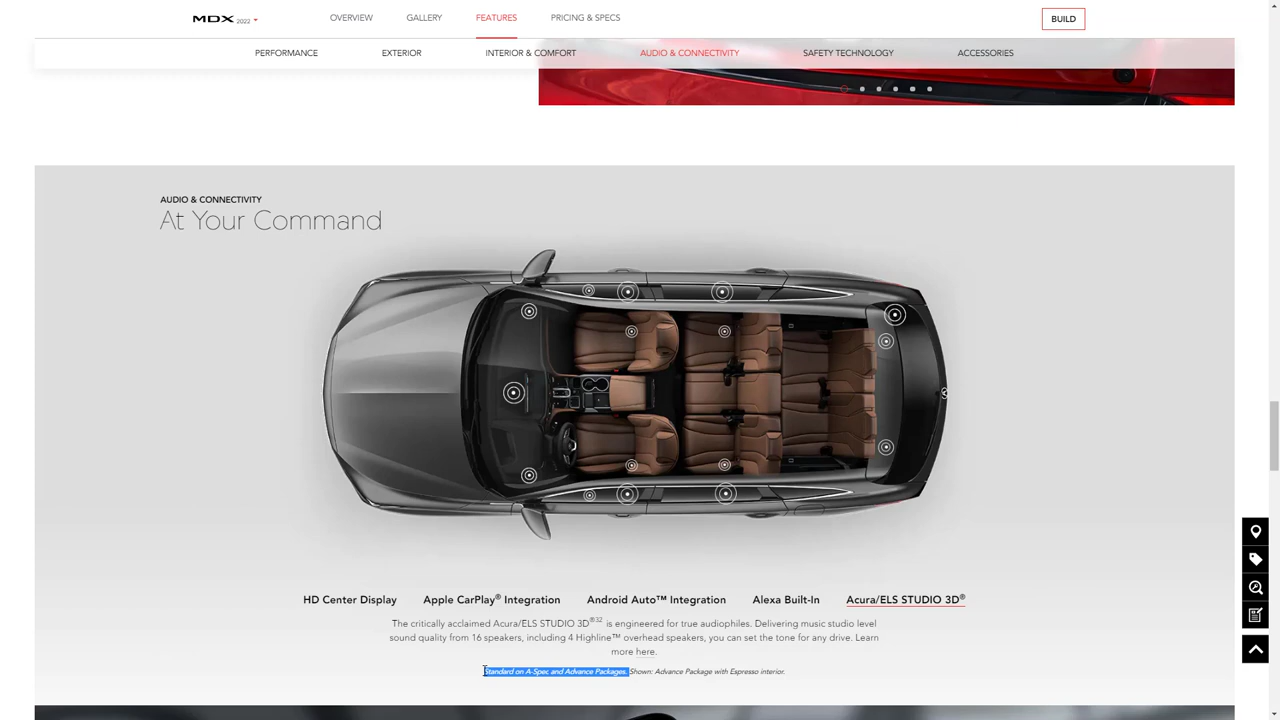 MDX 2022 OVERVIEW GALLERY FEATURES PRICING & SPECS BUILD
PERFORMANCE EXTERIOR INTERIOR & COMFORT AUDIO & CONNECTIVITY SAFETY TECHNOLOGY ACCESSORIES
AUDIO & CONNECTIVITY
At Your Command
HD Center Display Apple CarPlay® Integration Android Auto™ Integration Alexa Built-In Acura/ELS STUDIO 3D®
The critically acclaimed Acura/ELS STUDIO 3D®32 is engineered for true audiophiles. Delivering music studio level
sound quality from 16 speakers, including 4 Highline™ overhead speakers, you can set the tone for any drive. Learn
more here.
Standard on A-Spec and Advance Packages. Shown: Advance Package with Espresso interior.